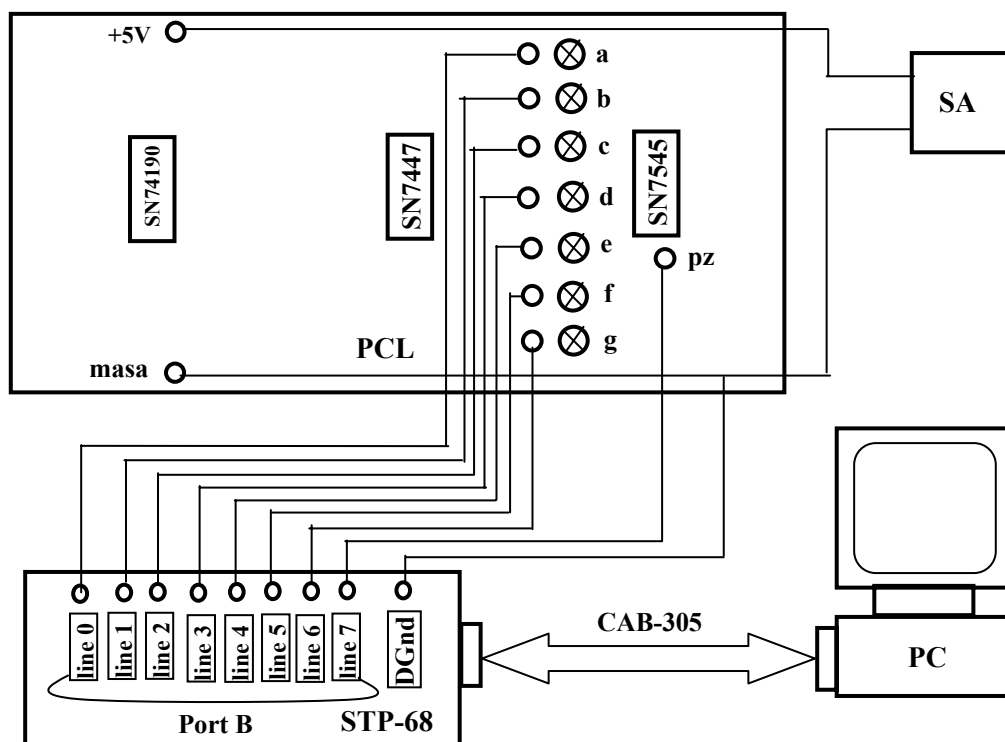 +5V
a
b
c
d
e
f
g
SN74190
SN7447
SN7545
pz
SA
PCL
masa
line 0
line 1
line 2
line 3
line 4
line 5
line 6
line 7
DGnd
Port B
STP-68
CAB-305
PC